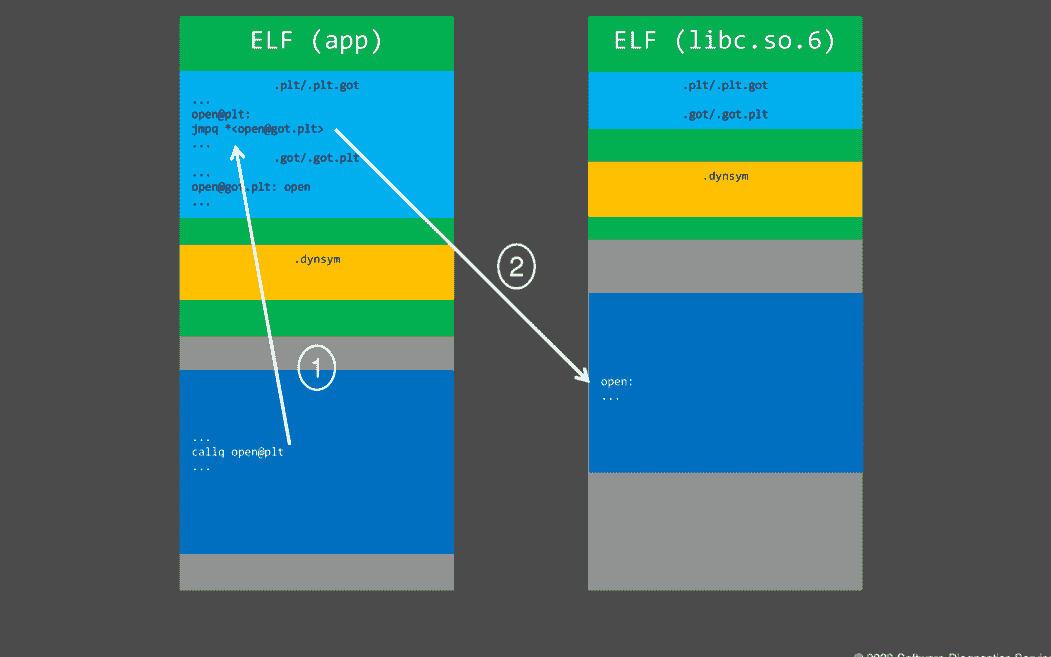 ELF (app)
.plt/.plt.got
...
open@plt:
jmpq *<open@got.plt>
...
.got/.got.plt
...
open@got.plt: open
...
.dynsym
1
...
callq open@plt
...
2
ELF (libc.so.6)
.plt/.plt.got
.got/.got.plt
.dynsym
open:
...